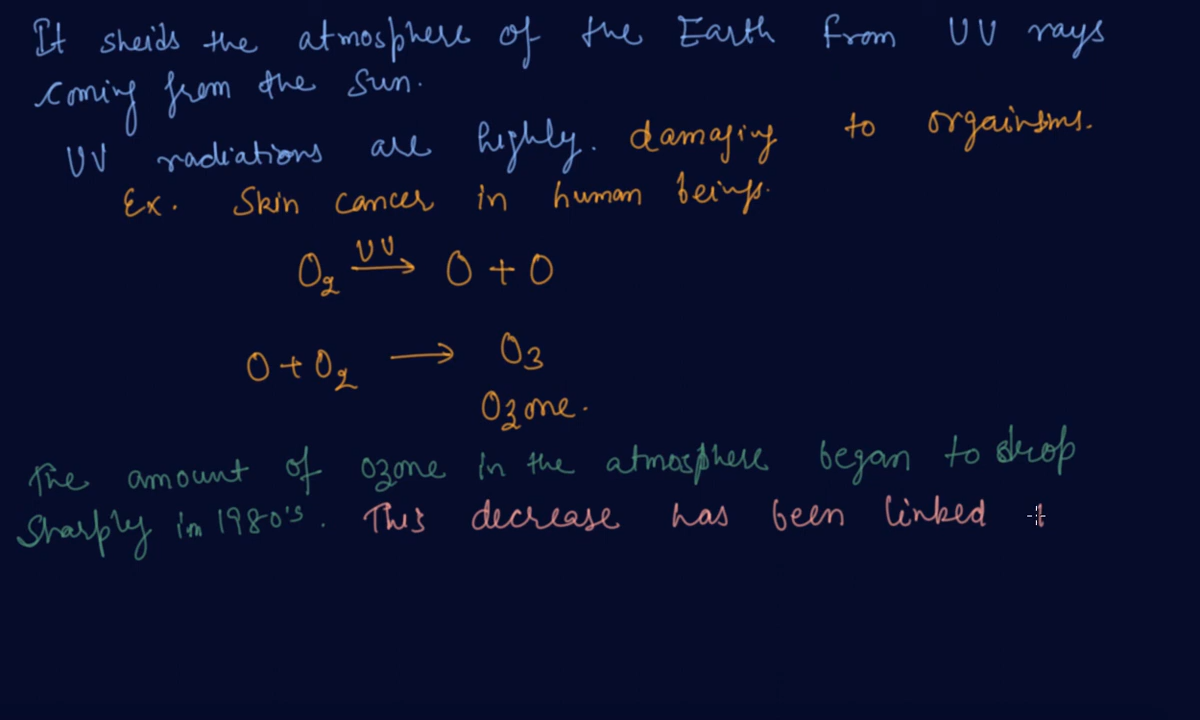 It sheids the atmosphere of the Earth from UV rays
coming from the Sun.
UV radiations are highly. damaging to orgainsms.
Ex. Skin cancer in human beings.
O₂ UV→ O + O
O + O₂ → O₃
Ozone.
The amount of ozone in the atmosphere began to drop
sharply in 1980's. This decrease has been linked t